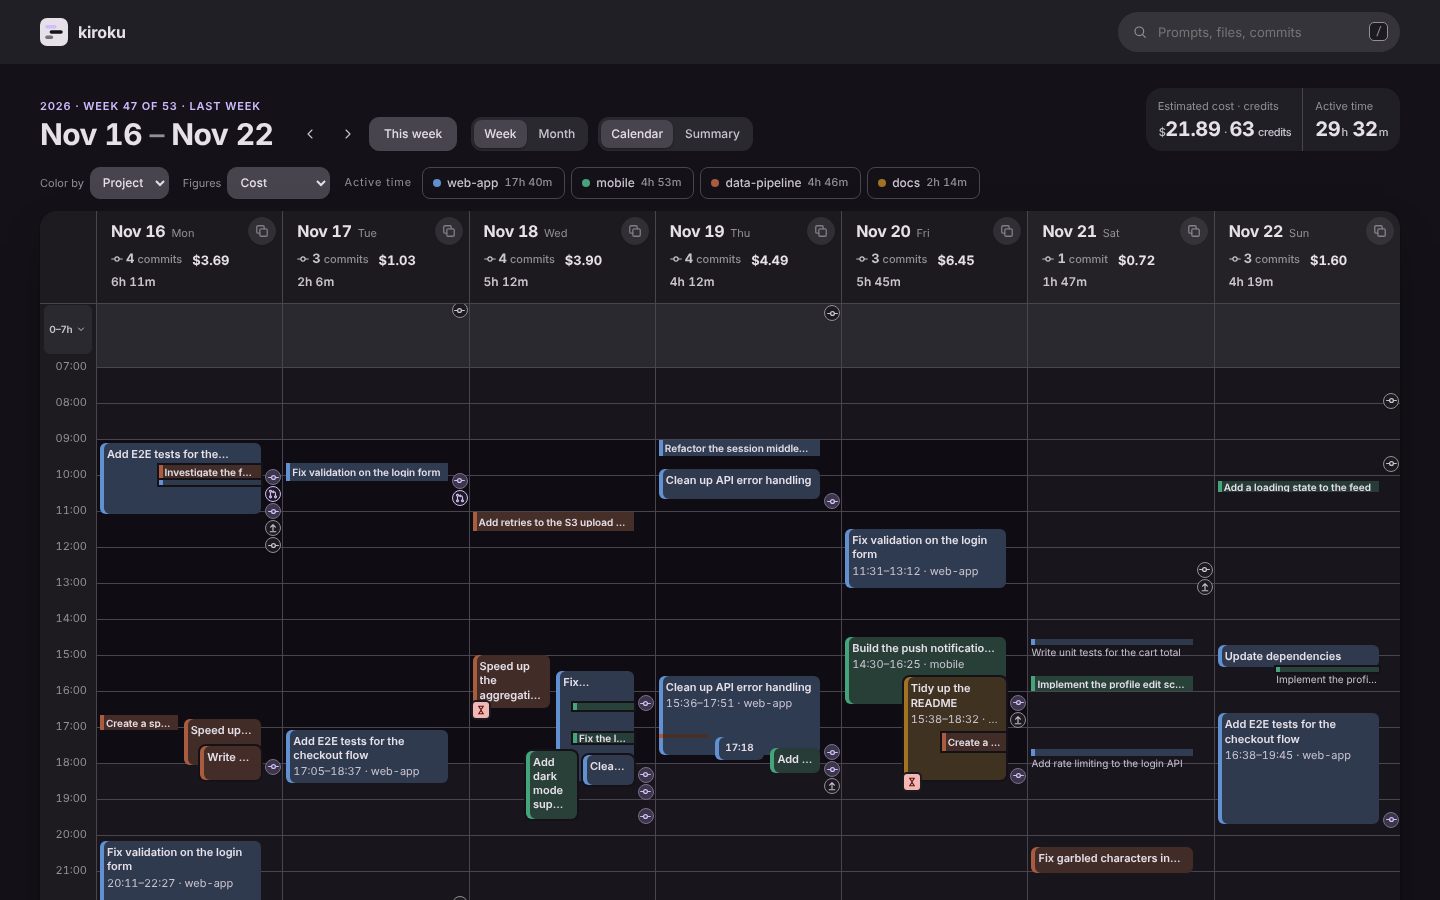 kiroku
Prompts, files, commits
/
2026 · WEEK 47 OF 53 · LAST WEEK
Nov 16 – Nov 22
This week
Week
Month
Calendar
Summary
Estimated cost · credits
$21.89 · 63 credits
Active time
29h 32m
Color by
Project
Figures
Cost
Active time
web-app 17h 40m
mobile 4h 53m
data-pipeline 4h 46m
docs 2h 14m
Nov 16 Mon
4 commits $3.69
6h 11m
Nov 17 Tue
3 commits $1.03
2h 6m
Nov 18 Wed
4 commits $3.90
5h 12m
Nov 19 Thu
4 commits $4.49
4h 12m
Nov 20 Fri
3 commits $6.45
5h 45m
Nov 21 Sat
1 commit $0.72
1h 47m
Nov 22 Sun
3 commits $1.60
4h 19m
0–7h
07:00
08:00
09:00
10:00
11:00
12:00
13:00
14:00
15:00
16:00
17:00
18:00
19:00
20:00
21:00
Add E2E tests for the…
Investigate the f…
Create a sp…
Speed up…
Write …
Fix validation on the login
form
20:11–22:27 · web-app
Fix validation on the login form
Add E2E tests for the
checkout flow
17:05–18:37 · web-app
Add retries to the S3 upload …
Speed up
the
aggregati…
Fix…
Fix the l…
Add
dark
mode
sup…
Clea…
Refactor the session middle…
Clean up API error handling
Clean up API error handling
15:36–17:51 · web-app
17:18
Add …
Fix validation on the login
form
11:31–13:12 · web-app
Build the push notificatio…
14:30–16:25 · mobile
Tidy up the
README
15:38–18:32 · …
Create a …
Write unit tests for the cart total
Implement the profile edit sc…
Add rate limiting to the login API
Fix garbled characters in…
Add a loading state to the feed
Update dependencies
Implement the profi…
Add E2E tests for the
checkout flow
16:38–19:45 · web-app